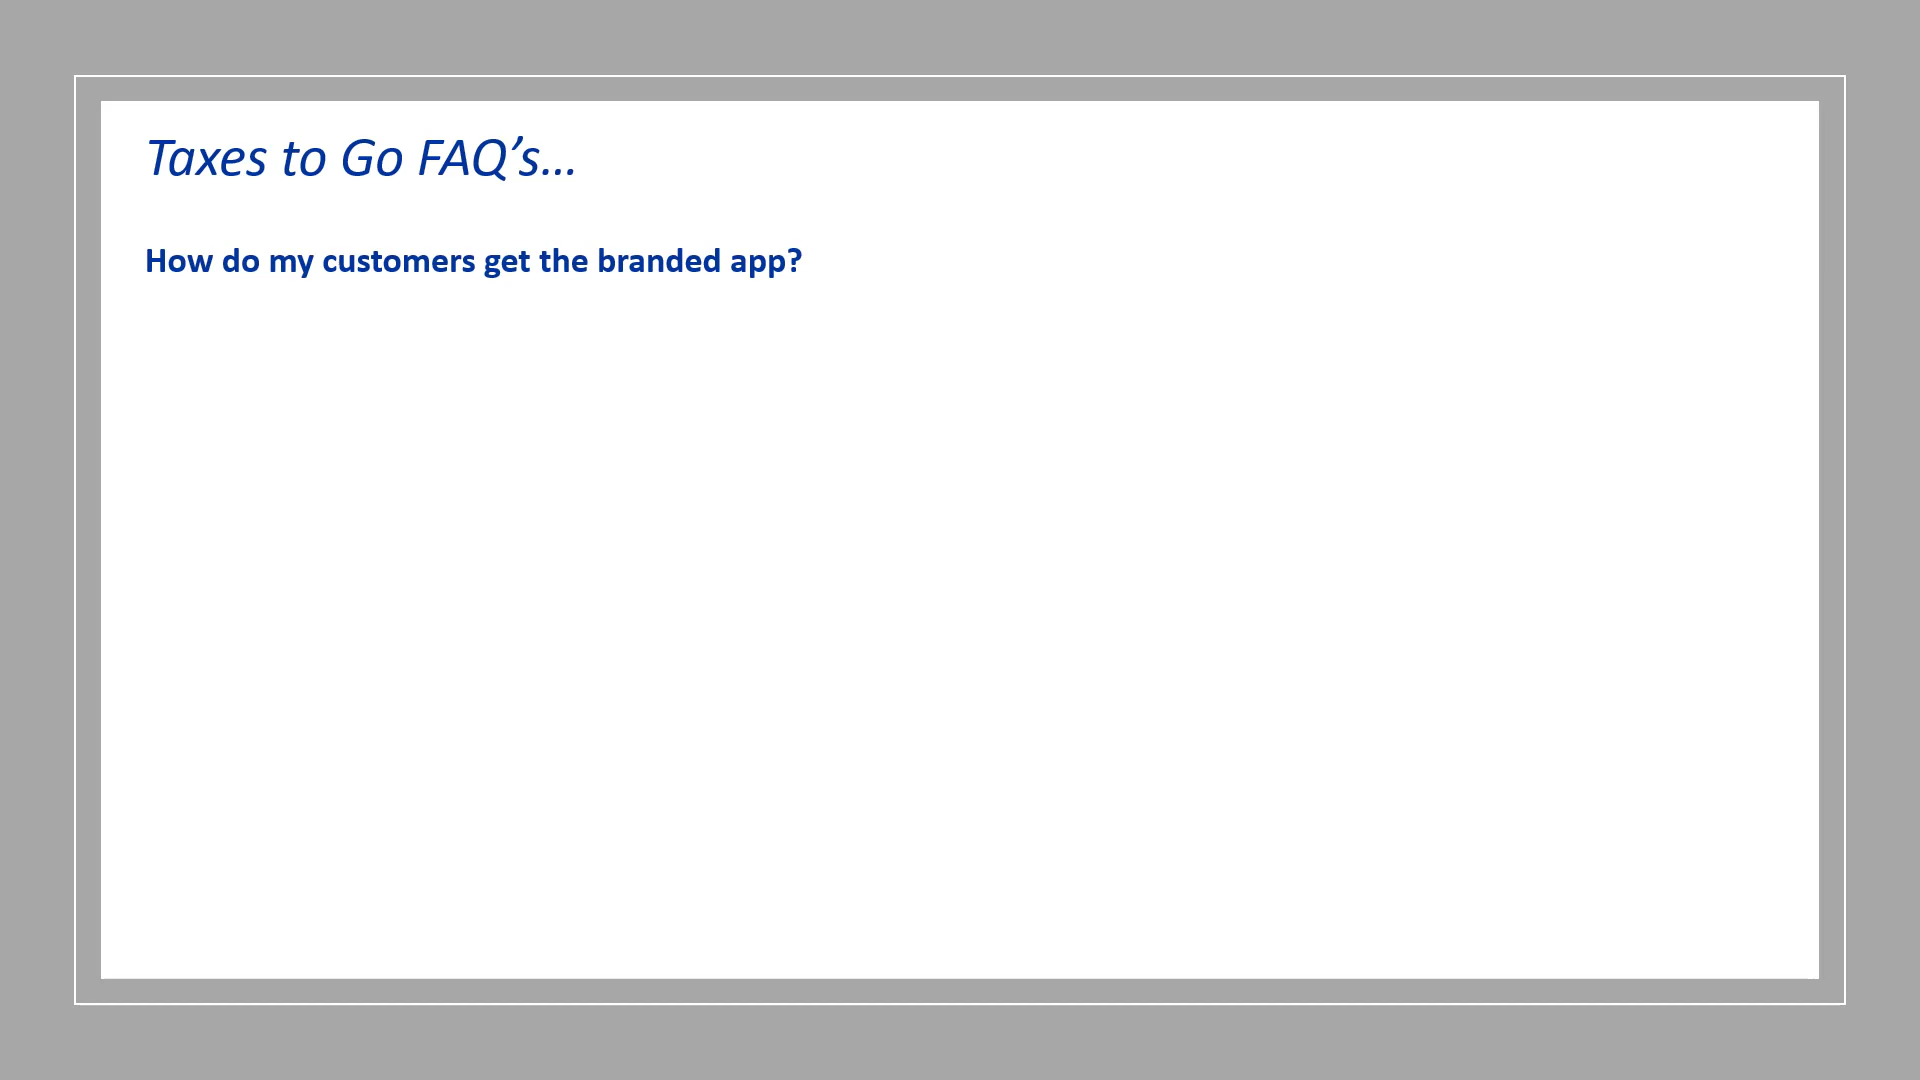 Taxes to Go FAQ’s…
How do my customers get the branded app?